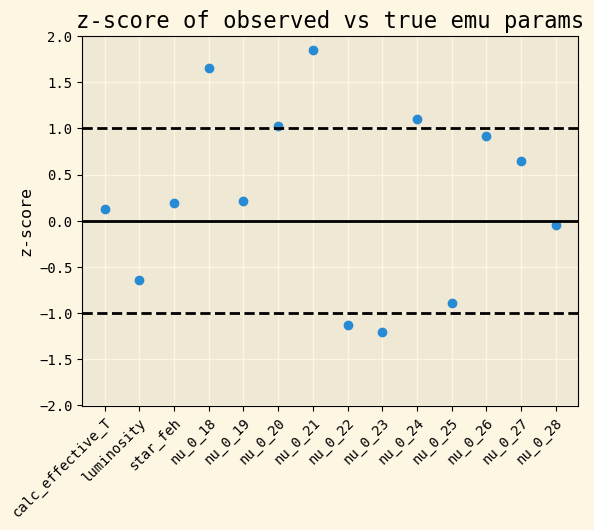 z-score of observed vs true emu params
z-score
2.0
1.5
1.0
0.5
0.0
−0.5
−1.0
−1.5
−2.0
calc_effective_T
luminosity
star_feh
nu_0_18
nu_0_19
nu_0_20
nu_0_21
nu_0_22
nu_0_23
nu_0_24
nu_0_25
nu_0_26
nu_0_27
nu_0_28